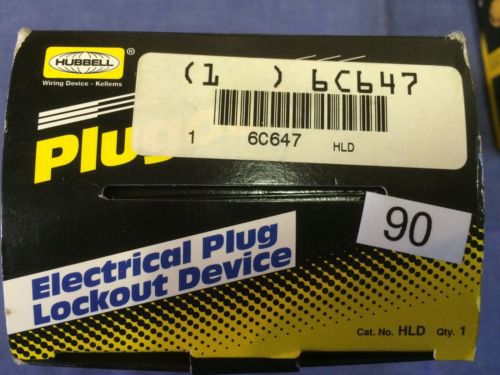 HUBBELL ®
Wiring Device - Kellems
(1 ) 6C647
1 6C647 HLD
Plug
90
Electrical Plug
Lockout Device
Cat. No. HLD Qty. 1